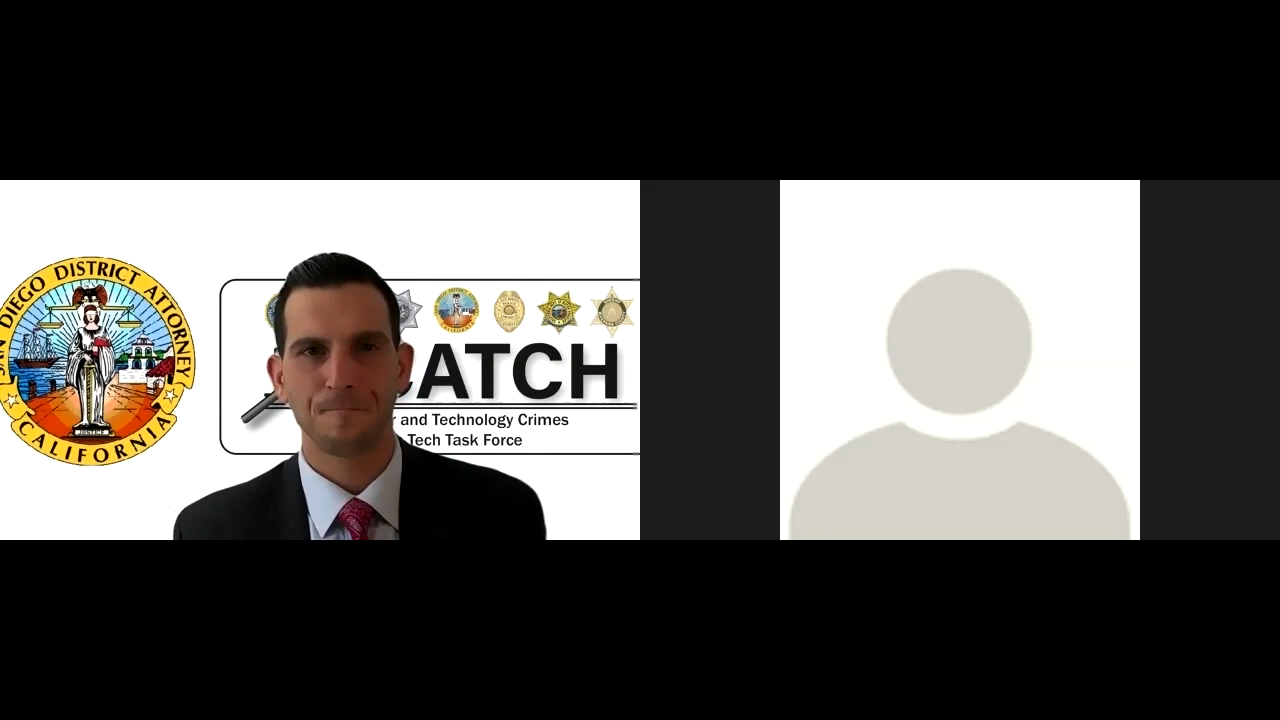 SAN DIEGO DISTRICT ATTORNEY
CALIFORNIA
JUSTICE
CATCH
r and Technology Crimes
Tech Task Force